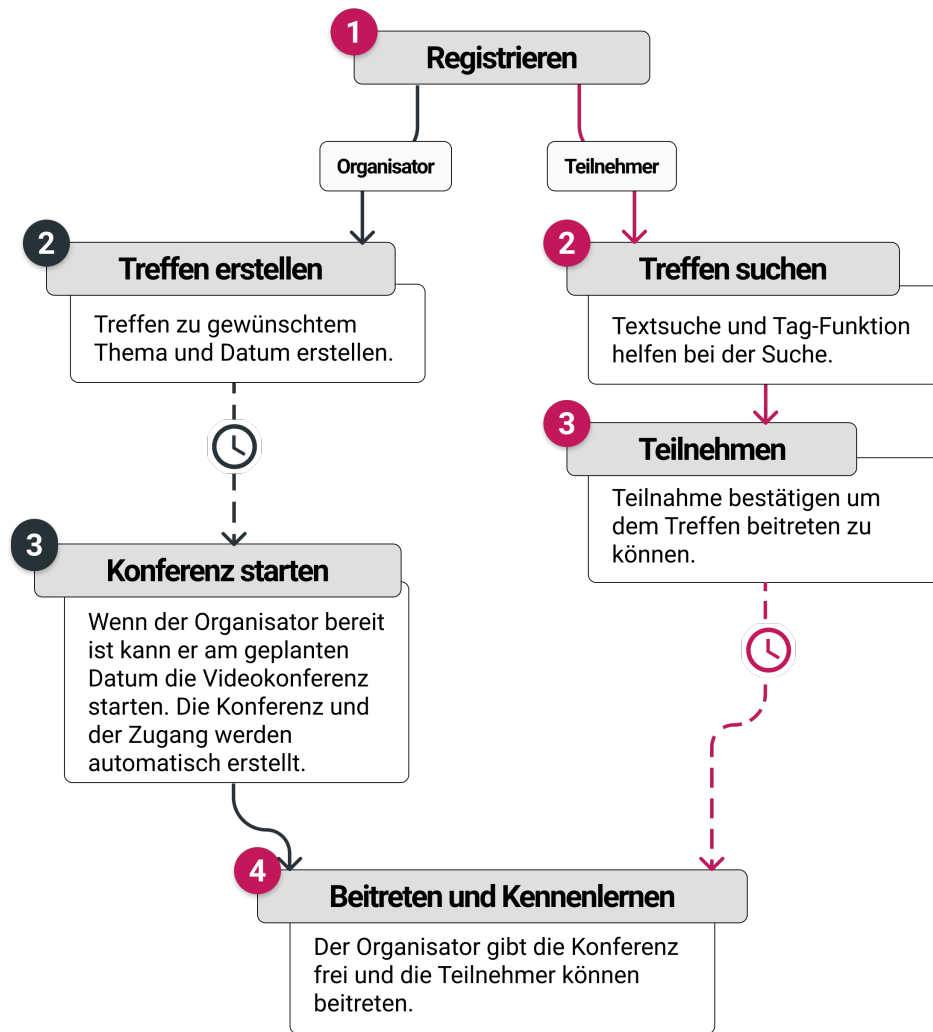 1
Registrieren
Organisator
Teilnehmer
2
Treffen erstellen
Treffen zu gewünschtem
Thema und Datum erstellen.
3
Konferenz starten
Wenn der Organisator bereit
ist kann er am geplanten
Datum die Videokonferenz
starten. Die Konferenz und
der Zugang werden
automatisch erstellt.
2
Treffen suchen
Textsuche und Tag-Funktion
helfen bei der Suche.
3
Teilnehmen
Teilnahme bestätigen um
dem Treffen beitreten zu
können.
4
Beitreten und Kennenlernen
Der Organisator gibt die Konferenz
frei und die Teilnehmer können
beitreten.